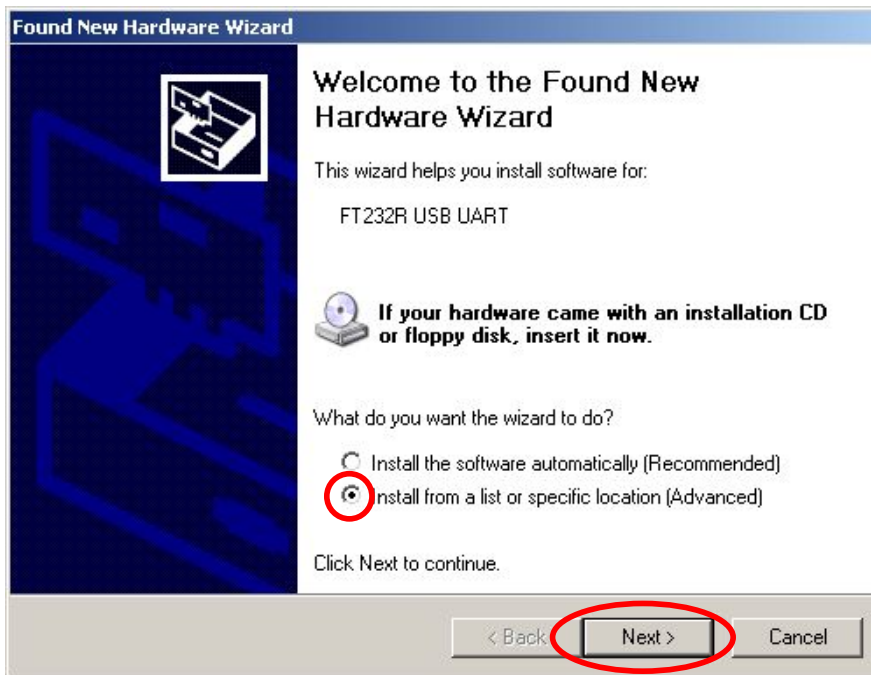 Found New Hardware Wizard
Welcome to the Found New
Hardware Wizard
This wizard helps you install software for:
FT232R USB UART
If your hardware came with an installation CD
or floppy disk, insert it now.
What do you want the wizard to do?
Install the software automatically (Recommended)
Install from a list or specific location (Advanced)
Click Next to continue.
< Back
Next >
Cancel